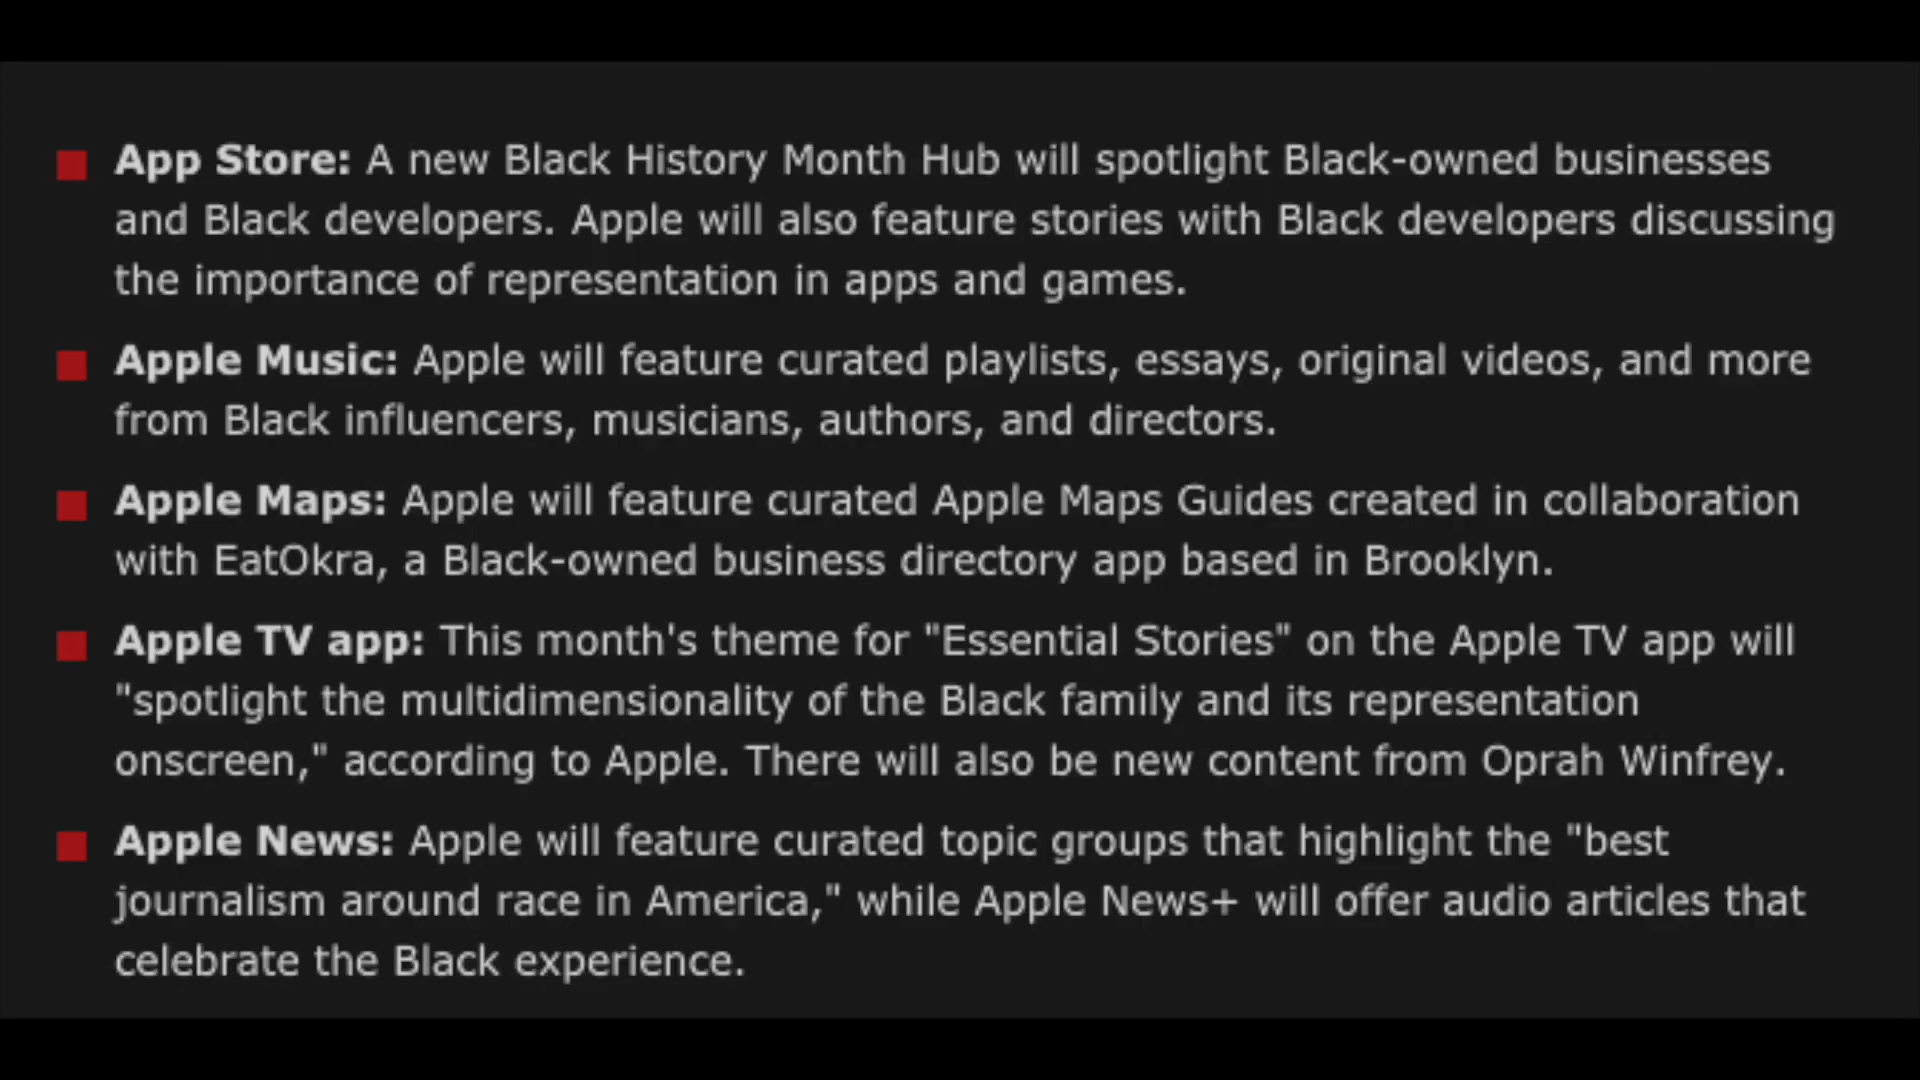 App Store: A new Black History Month Hub will spotlight Black-owned businesses
and Black developers. Apple will also feature stories with Black developers discussing
the importance of representation in apps and games.
Apple Music: Apple will feature curated playlists, essays, original videos, and more
from Black influencers, musicians, authors, and directors.
Apple Maps: Apple will feature curated Apple Maps Guides created in collaboration
with EatOkra, a Black-owned business directory app based in Brooklyn.
Apple TV app: This month's theme for "Essential Stories" on the Apple TV app will
"spotlight the multidimensionality of the Black family and its representation
onscreen," according to Apple. There will also be new content from Oprah Winfrey.
Apple News: Apple will feature curated topic groups that highlight the "best
journalism around race in America," while Apple News+ will offer audio articles that
celebrate the Black experience.